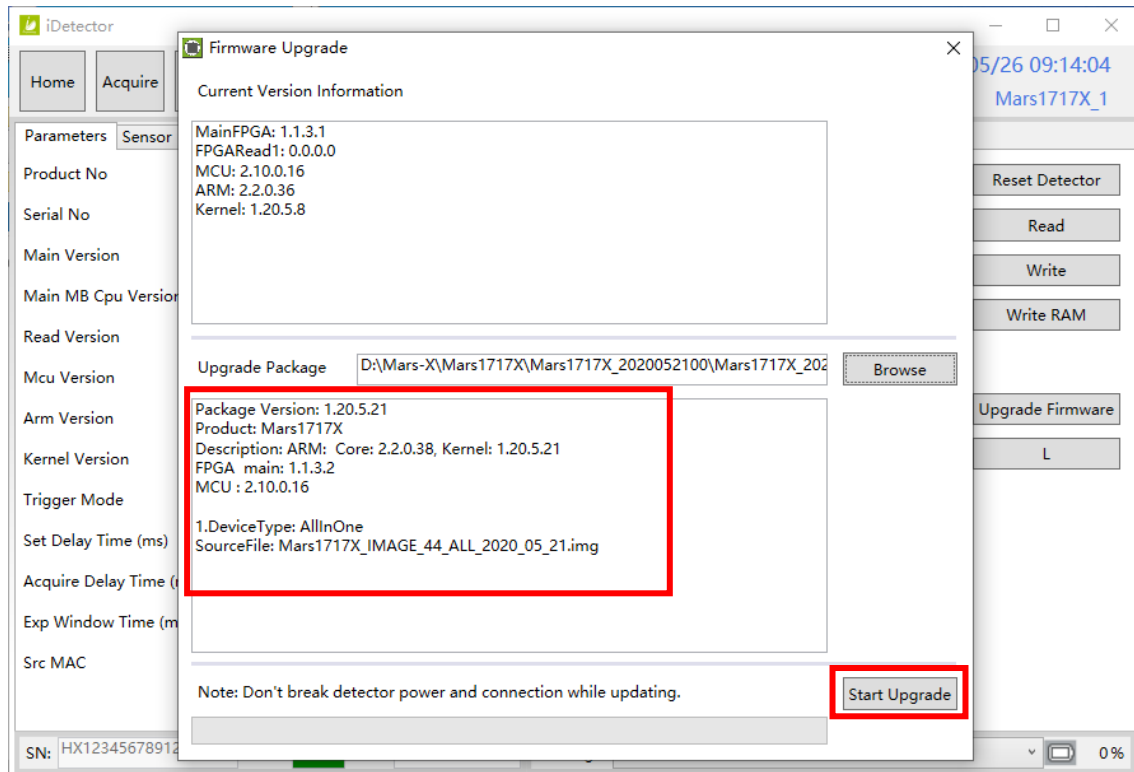 iDetector
Firmware Upgrade
Home
Acquire
05/26 09:14:04
Mars1717X_1
Current Version Information
Parameters
Sensor
MainFPGA: 1.1.3.1
FPGARead1: 0.0.0.0
MCU: 2.10.0.16
ARM: 2.2.0.36
Kernel: 1.20.5.8
Product No
Serial No
Main Version
Main MB Cpu Version
Read Version
Mcu Version
Arm Version
Kernel Version
Trigger Mode
Set Delay Time (ms)
Acquire Delay Time (
Exp Window Time (m
Src MAC
Reset Detector
Read
Write
Write RAM
Upgrade Firmware
L
Upgrade Package
D:\Mars-X\Mars1717X\Mars1717X_2020052100\Mars1717X_202
Browse
Package Version: 1.20.5.21
Product: Mars1717X
Description: ARM:  Core: 2.2.0.38, Kernel: 1.20.5.21
FPGA  main: 1.1.3.2
MCU : 2.10.0.16
1.DeviceType: AllInOne
SourceFile: Mars1717X_IMAGE_44_ALL_2020_05_21.img
Note: Don't break detector power and connection while updating.
Start Upgrade
SN:
HX12345678912
0%